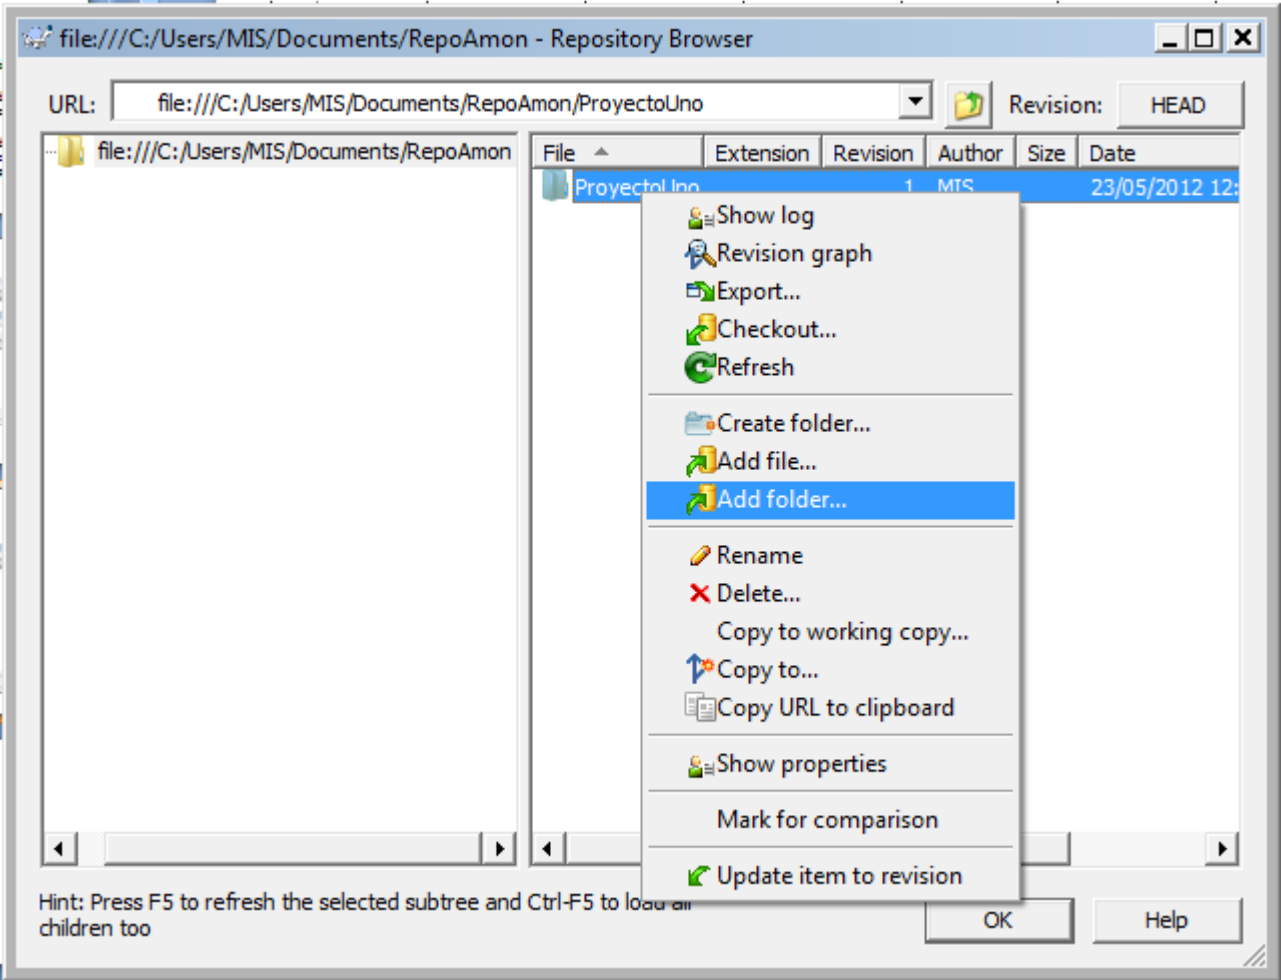 file:///C:/Users/MIS/Documents/RepoAmon - Repository Browser
URL: file:///C:/Users/MIS/Documents/RepoAmon/ProyectoUno Revision: HEAD
file:///C:/Users/MIS/Documents/RepoAmon
File Extension Revision Author Size Date
ProyectoUno 1 MIS 23/05/2012 12:
Show log
Revision graph
Export...
Checkout...
Refresh
Create folder...
Add file...
Add folder...
Rename
Delete...
Copy to working copy...
Copy to...
Copy URL to clipboard
Show properties
Mark for comparison
Update item to revision
Hint: Press F5 to refresh the selected subtree and Ctrl-F5 to load all
children too
OK Help